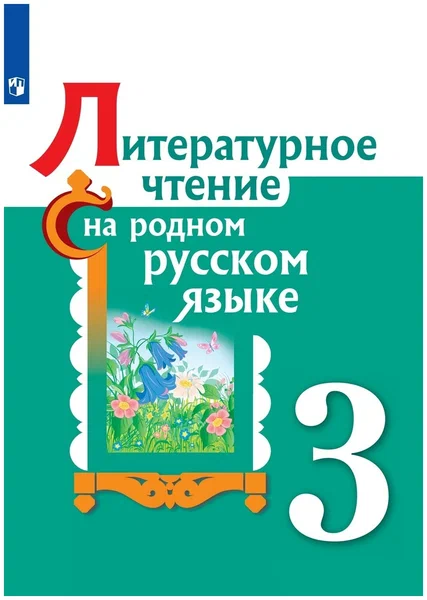 Литературное
чтение
на родном
русском
языке
3